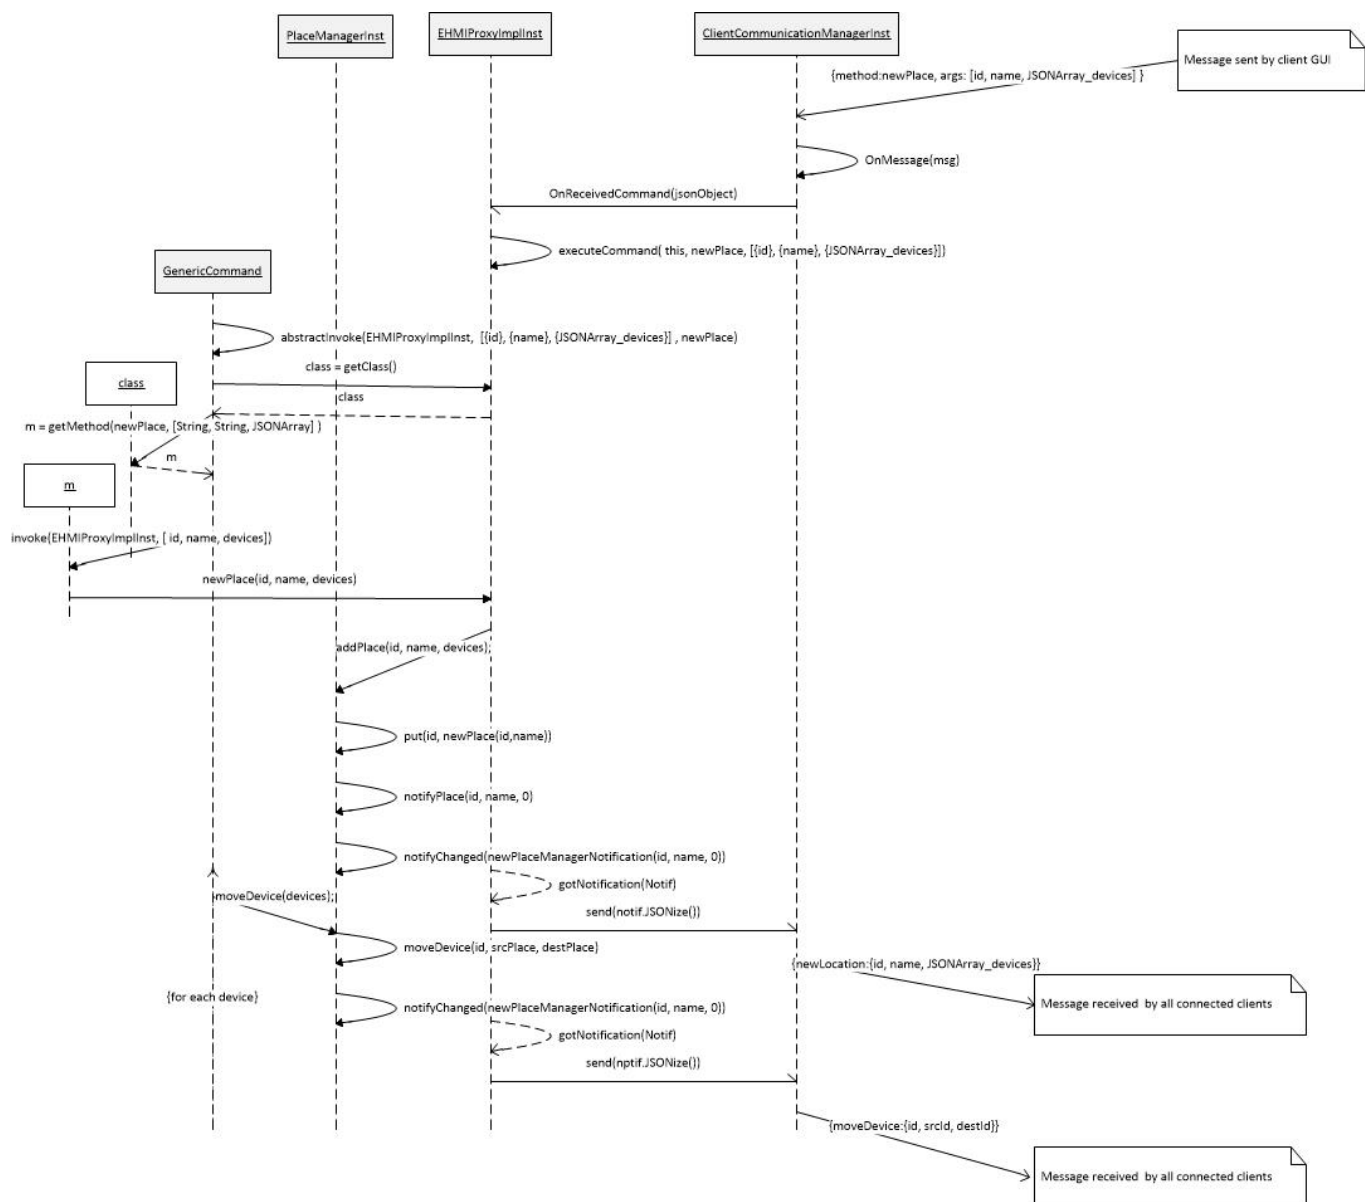 PlaceManagerInst
EHMIProxyImplInst
ClientCommunicationManagerInst
Message sent by client GUI
{method:newPlace, args: [id, name, JSONArray_devices] }
OnMessage(msg)
OnReceivedCommand(jsonObject)
executeCommand( this, newPlace, [{id}, {name}, {JSONArray_devices}])
GenericCommand
abstractInvoke(EHMIProxyImplInst, [{id}, {name}, {JSONArray_devices}] , newPlace)
class = getClass()
class
class
m = getMethod(newPlace, [String, String, JSONArray] )
m
m
invoke(EHMIProxyImplInst, [ id, name, devices])
newPlace(id, name, devices)
addPlace(id, name, devices);
put(id, newPlace(id,name))
notifyPlace(id, name, 0)
notifyChanged(newPlaceManagerNotification(id, name, 0))
gotNotification(Notif)
moveDevice(devices);
send(notif.JSONize())
moveDevice(id, srcPlace, destPlace)
{newLocation:{id, name, JSONArray_devices}}
{for each device}
Message received by all connected clients
notifyChanged(newPlaceManagerNotification(id, name, 0))
gotNotification(Notif)
send(nptif.JSONize())
{moveDevice:{id, srcId, destId}}
Message received by all connected clients